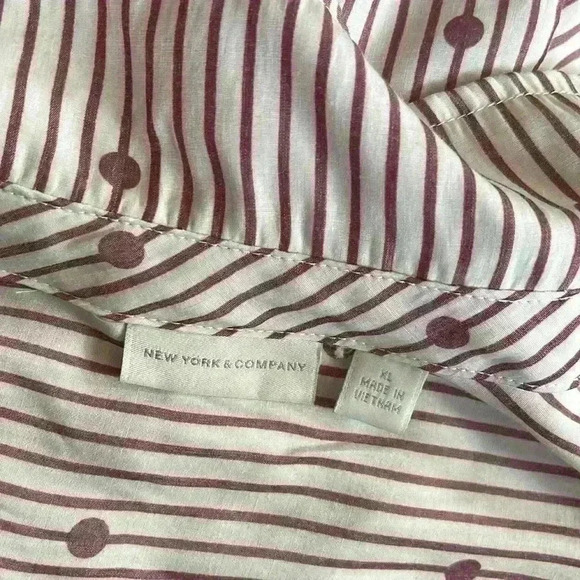 NEW YORK & COMPANY
XL
MADE IN
VIETNAM